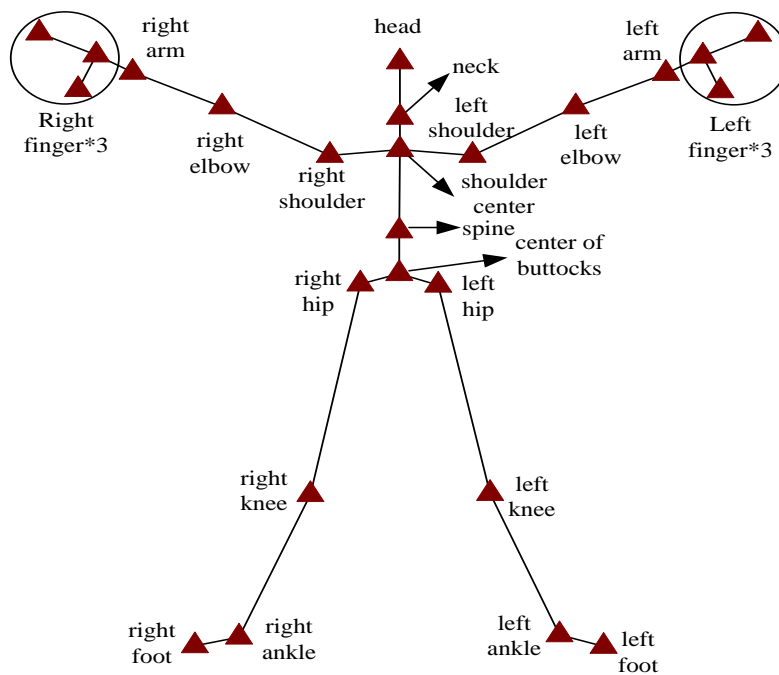 head
right
arm
left
arm
neck
left
shoulder
Right
finger*3
Left
finger*3
right
elbow
left
elbow
right
shoulder
shoulder
center
spine
center of
buttocks
right
hip
left
hip
right
knee
left
knee
right
foot
right
ankle
left
ankle
left
foot